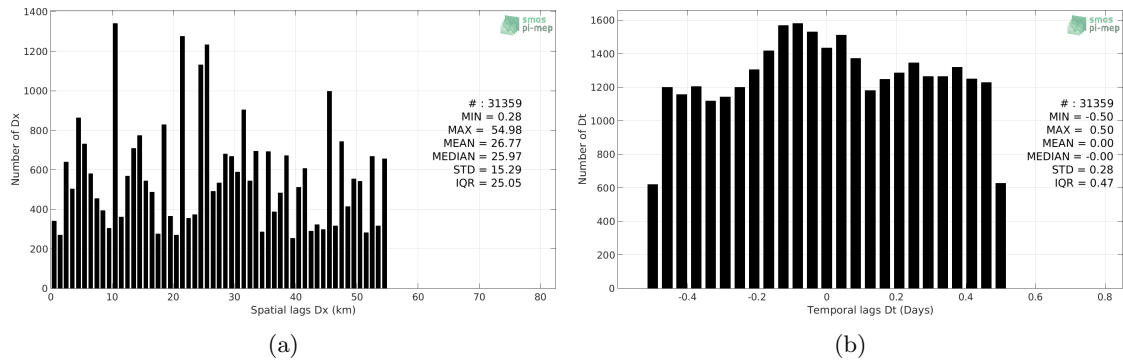 1400
1200
1000
800
600
400
200
0
Number of Dx
0 10 20 30 40 50 60 70 80
Spatial lags Dx (km)
smos
pi-mep
# : 31359
MIN = 0.28
MAX = 54.98
MEAN = 26.77
MEDIAN = 25.97
STD = 15.29
IQR = 25.05
(a)
1600
1400
1200
1000
800
600
400
200
0
Number of Dt
-0.4 -0.2 0 0.2 0.4 0.6 0.8
Temporal lags Dt (Days)
smos
pi-mep
# : 31359
MIN = -0.50
MAX = 0.50
MEAN = 0.00
MEDIAN = -0.00
STD = 0.28
IQR = 0.47
(b)